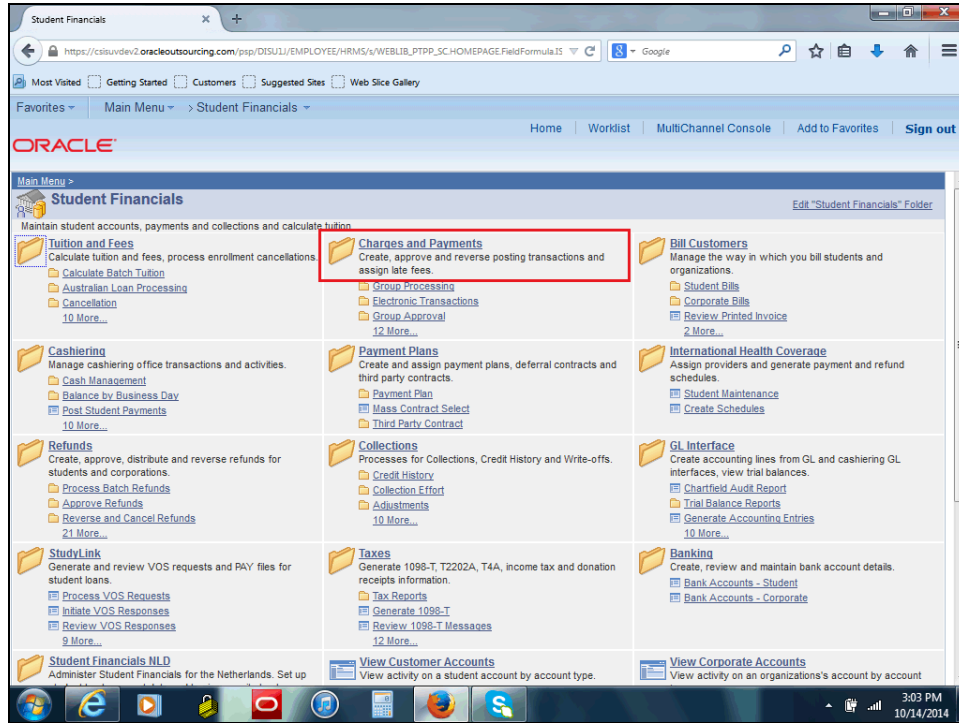 Student Financials
https://csisuvdev2.oracleoutsourcing.com/psp/DISU1J/EMPLOYEE/HRMS/s/WEBLIB_PTPP_SC.HOMEPAGE.FieldFormula.IS
Google
Most Visited Getting Started Customers Suggested Sites Web Slice Gallery
Favorites Main Menu > Student Financials
Home Worklist MultiChannel Console Add to Favorites Sign out
ORACLE
Main Menu >
Student Financials
Edit "Student Financials" Folder
Maintain student accounts, payments and collections and calculate tuition.
Tuition and Fees
Calculate tuition and fees, process enrollment cancellations.
Calculate Batch Tuition
Australian Loan Processing
Cancellation
10 More...
Charges and Payments
Create, approve and reverse posting transactions and
assign late fees.
Group Processing
Electronic Transactions
Group Approval
12 More...
Bill Customers
Manage the way in which you bill students and
organizations.
Student Bills
Corporate Bills
Review Printed Invoice
2 More...
Cashiering
Manage cashiering office transactions and activities.
Cash Management
Balance by Business Day
Post Student Payments
10 More...
Payment Plans
Create and assign payment plans, deferral contracts and
third party contracts.
Payment Plan
Mass Contract Select
Third Party Contract
International Health Coverage
Assign providers and generate payment and refund
schedules.
Student Maintenance
Create Schedules
Refunds
Create, approve, distribute and reverse refunds for
students and corporations.
Process Batch Refunds
Approve Refunds
Reverse and Cancel Refunds
21 More...
Collections
Processes for Collections, Credit History and Write-offs.
Credit History
Collection Effort
Adjustments
10 More...
GL Interface
Create accounting lines from GL and cashiering GL
interfaces, view trial balances.
Chartfield Audit Report
Trial Balance Reports
Generate Accounting Entries
10 More...
StudyLink
Generate and review VOS requests and PAY files for
student loans.
Process VOS Requests
Initiate VOS Responses
Review VOS Responses
9 More...
Taxes
Generate 1098-T, T2202A, T4A, income tax and donation
receipts information.
Tax Reports
Generate 1098-T
Review 1098-T Messages
12 More...
Banking
Create, review and maintain bank account details.
Bank Accounts - Student
Bank Accounts - Corporate
Student Financials NLD
Administer Student Financials for the Netherlands. Set up
View Customer Accounts
View activity on a student account by account type.
View Corporate Accounts
View activity on an organizations's account by account
3:03 PM
10/14/2014